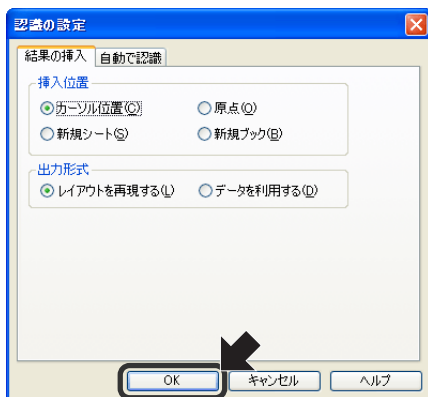 認識の設定
結果の挿入 自動で認識
挿入位置
カーソル位置(C) 原点(O)
新規シート(S) 新規ブック(B)
出力形式
レイアウトを再現する(L) データを利用する(D)
OK キャンセル ヘルプ